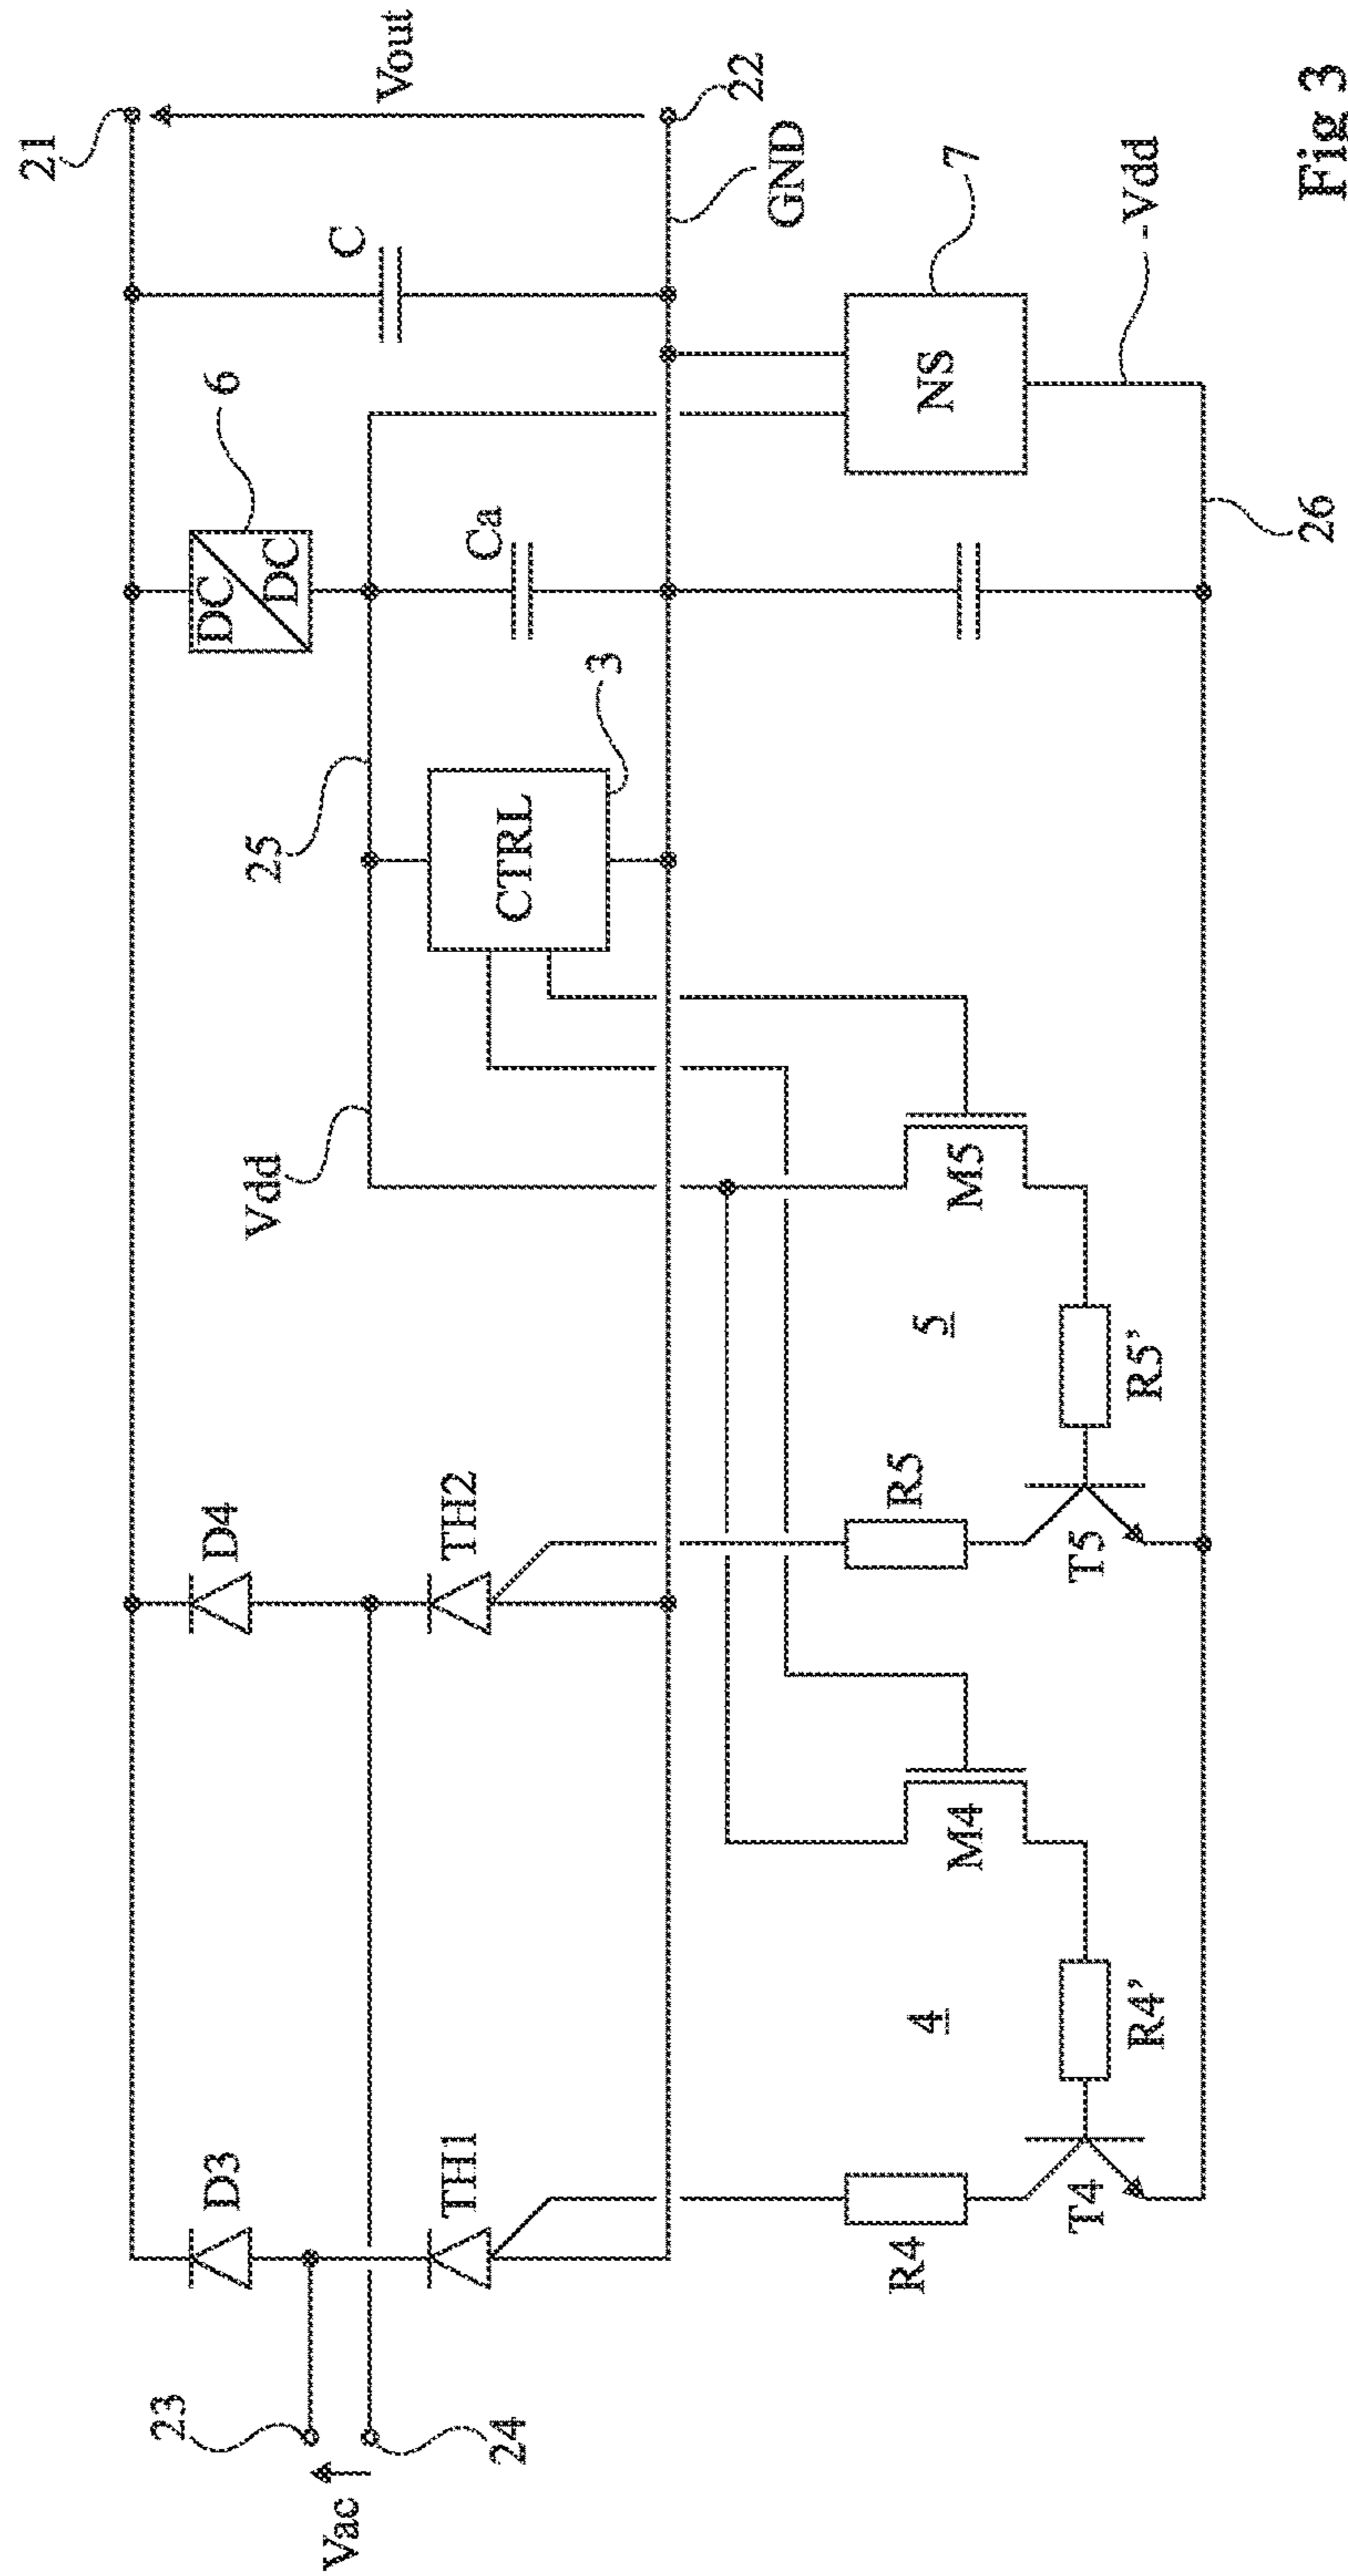 21
Vout
22
GND
C
6
DC
DC
Ca
7
NS
-Vdd
26
25
CTRL
3
Vdd
M5
5
R5'
R5
T5
D4
TH2
M4
4
R4'
R4
T4
D3
TH1
23
24
Vac
Fig 3